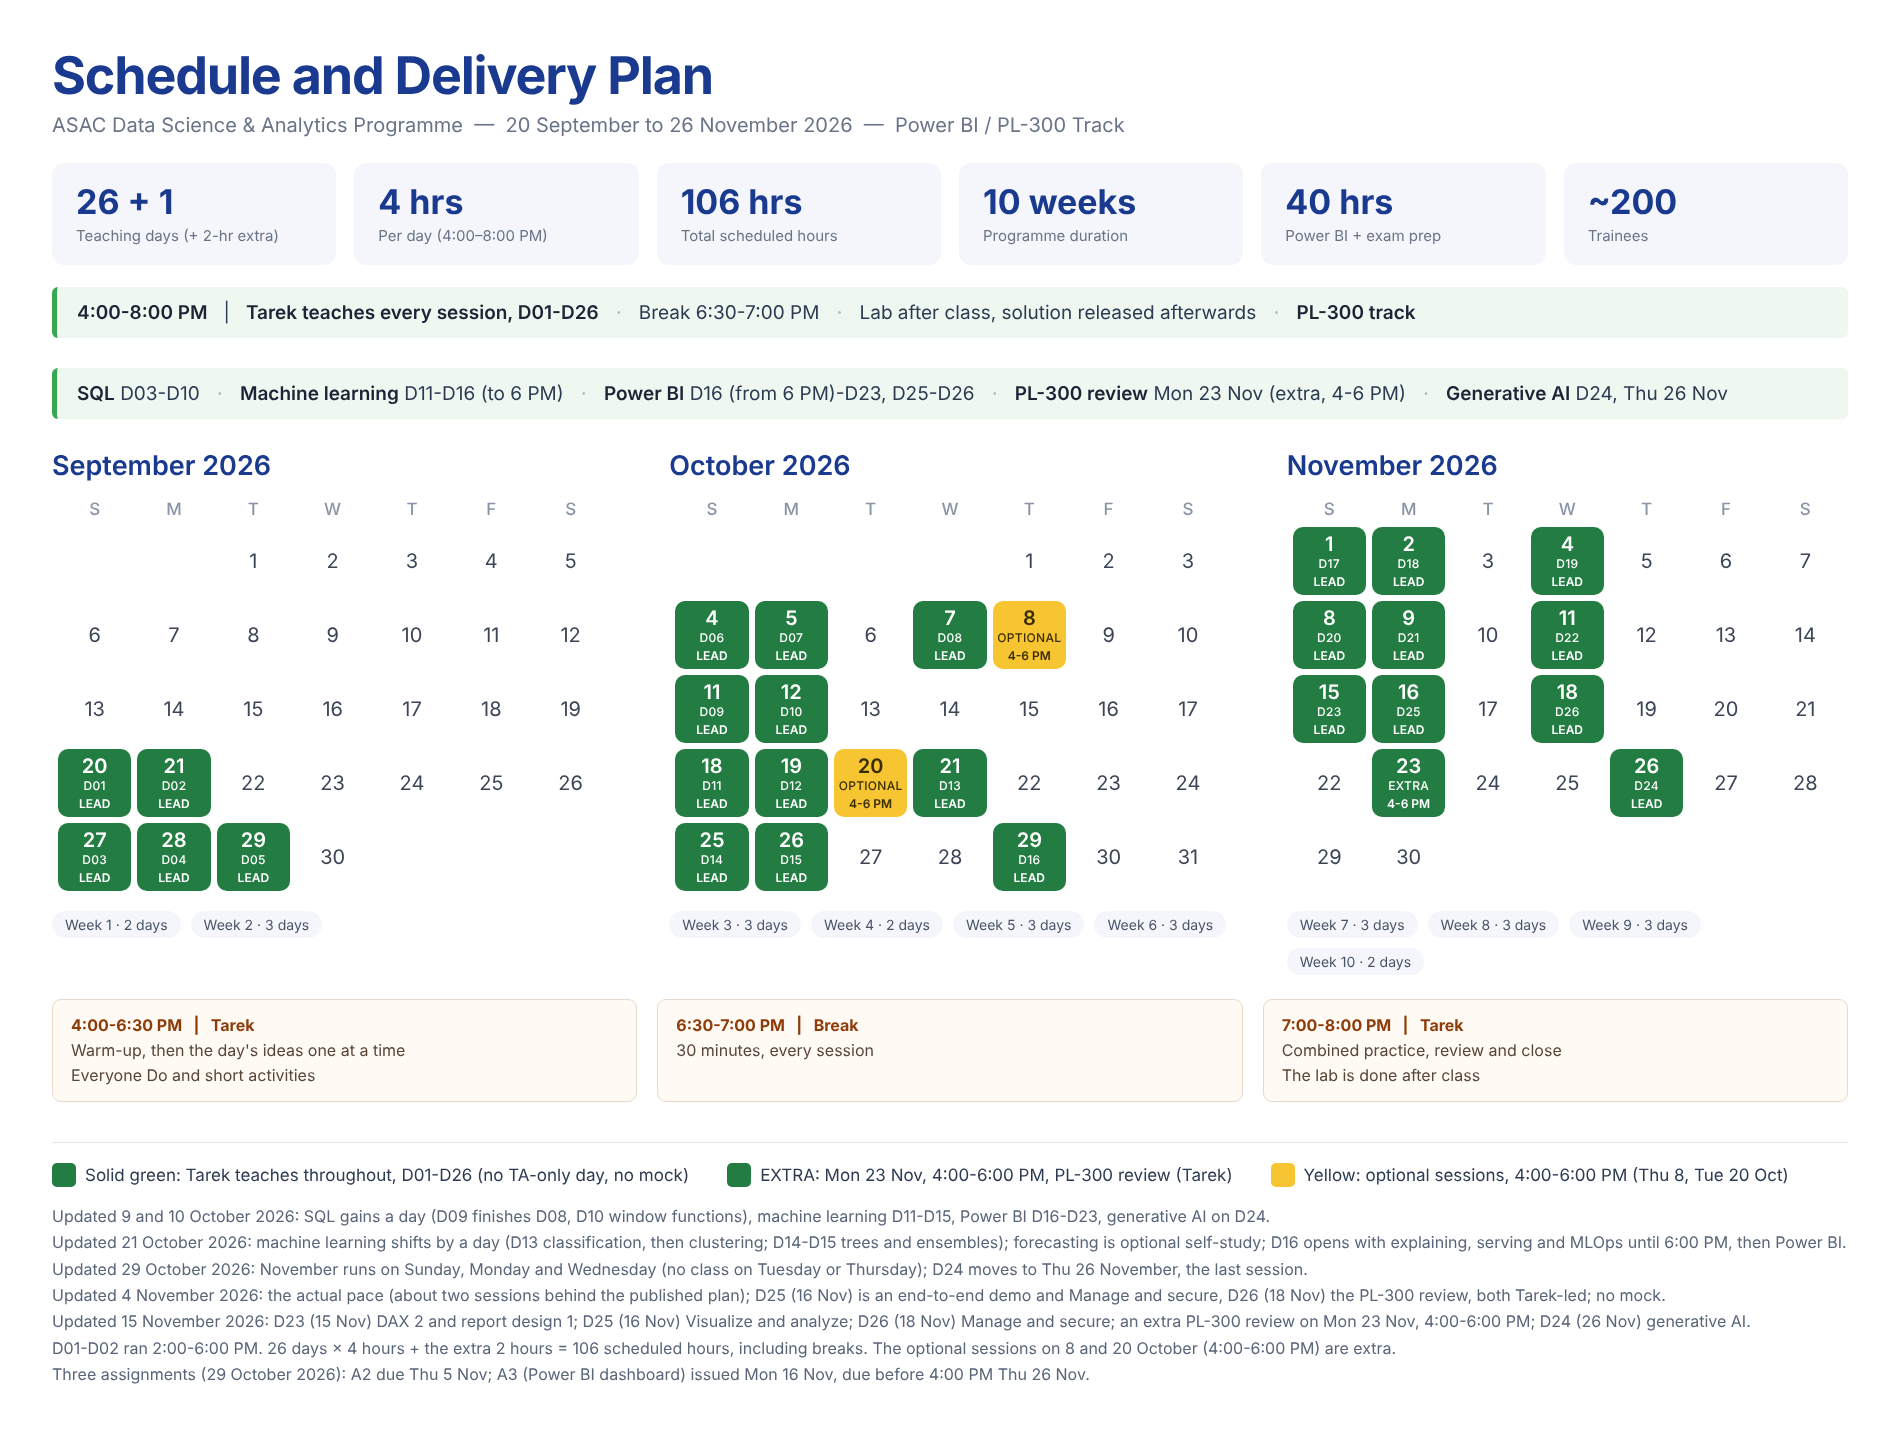 Schedule and Delivery Plan
ASAC Data Science & Analytics Programme — 20 September to 26 November 2026 — Power BI / PL-300 Track
26 + 1
Teaching days (+ 2-hr extra)
4 hrs
Per day (4:00–8:00 PM)
106 hrs
Total scheduled hours
10 weeks
Programme duration
40 hrs
Power BI + exam prep
~200
Trainees
4:00-8:00 PM | Tarek teaches every session, D01-D26 · Break 6:30-7:00 PM · Lab after class, solution released afterwards · PL-300 track
SQL D03-D10 · Machine learning D11-D16 (to 6 PM) · Power BI D16 (from 6 PM)-D23, D25-D26 · PL-300 review Mon 23 Nov (extra, 4-6 PM) · Generative AI D24, Thu 26 Nov
September 2026
S M T W T F S
1 2 3 4 5
6 7 8 9 10 11 12
13 14 15 16 17 18 19
20 21 22 23 24 25 26
D01 D02
LEAD LEAD
27 28 29 30
D03 D04 D05
LEAD LEAD LEAD
Week 1 · 2 days Week 2 · 3 days
October 2026
S M T W T F S
1 2 3
4 5 6 7 8 9 10
D06 D07 D08 OPTIONAL
LEAD LEAD LEAD 4-6 PM
11 12 13 14 15 16 17
D09 D10
LEAD LEAD
18 19 20 21 22 23 24
D11 D12 OPTIONAL D13
LEAD LEAD 4-6 PM LEAD
25 26 27 28 29 30 31
D14 D15 D16
LEAD LEAD LEAD
Week 3 · 3 days Week 4 · 2 days Week 5 · 3 days Week 6 · 3 days
November 2026
S M T W T F S
1 2 3 4 5 6 7
D17 D18 D19
LEAD LEAD LEAD
8 9 10 11 12 13 14
D20 D21 D22
LEAD LEAD LEAD
15 16 17 18 19 20 21
D23 D25 D26
LEAD LEAD LEAD
22 23 24 25 26 27 28
EXTRA D24
4-6 PM LEAD
29 30
Week 7 · 3 days Week 8 · 3 days Week 9 · 3 days
Week 10 · 2 days
4:00-6:30 PM | Tarek
Warm-up, then the day's ideas one at a time
Everyone Do and short activities
6:30-7:00 PM | Break
30 minutes, every session
7:00-8:00 PM | Tarek
Combined practice, review and close
The lab is done after class
Solid green: Tarek teaches throughout, D01-D26 (no TA-only day, no mock)
EXTRA: Mon 23 Nov, 4:00-6:00 PM, PL-300 review (Tarek)
Yellow: optional sessions, 4:00-6:00 PM (Thu 8, Tue 20 Oct)
Updated 9 and 10 October 2026: SQL gains a day (D09 finishes D08, D10 window functions), machine learning D11-D15, Power BI D16-D23, generative AI on D24.
Updated 21 October 2026: machine learning shifts by a day (D13 classification, then clustering; D14-D15 trees and ensembles); forecasting is optional self-study; D16 opens with explaining, serving and MLOps until 6:00 PM, then Power BI.
Updated 29 October 2026: November runs on Sunday, Monday and Wednesday (no class on Tuesday or Thursday); D24 moves to Thu 26 November, the last session.
Updated 4 November 2026: the actual pace (about two sessions behind the published plan); D25 (16 Nov) is an end-to-end demo and Manage and secure, D26 (18 Nov) the PL-300 review, both Tarek-led; no mock.
Updated 15 November 2026: D23 (15 Nov) DAX 2 and report design 1; D25 (16 Nov) Visualize and analyze; D26 (18 Nov) Manage and secure; an extra PL-300 review on Mon 23 Nov, 4:00-6:00 PM; D24 (26 Nov) generative AI.
D01-D02 ran 2:00-6:00 PM. 26 days × 4 hours + the extra 2 hours = 106 scheduled hours, including breaks. The optional sessions on 8 and 20 October (4:00-6:00 PM) are extra.
Three assignments (29 October 2026): A2 due Thu 5 Nov; A3 (Power BI dashboard) issued Mon 16 Nov, due before 4:00 PM Thu 26 Nov.